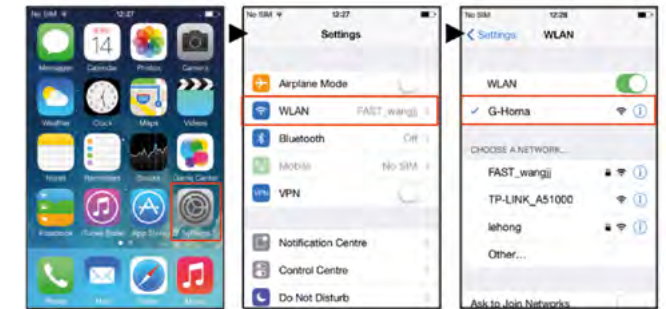 No SIM 12:27
14
Messages Calendar Photos Camera
Weather Clock Maps Videos
Notes Reminders Stocks Game Center
Newsstand iTunes Store App Store Settings
Phone Mail Safari Music
No SIM 12:27
Settings
Airplane Mode
WLAN FAST_wangjj
Bluetooth Off
Mobile No SIM
VPN VPN
Notification Centre
Control Centre
Do Not Disturb
No SIM 12:28
Settings WLAN
WLAN
G-Homa
CHOOSE A NETWORK...
FAST_wangjj
TP-LINK_A51000
lehong
Other...
Ask to Join Networks